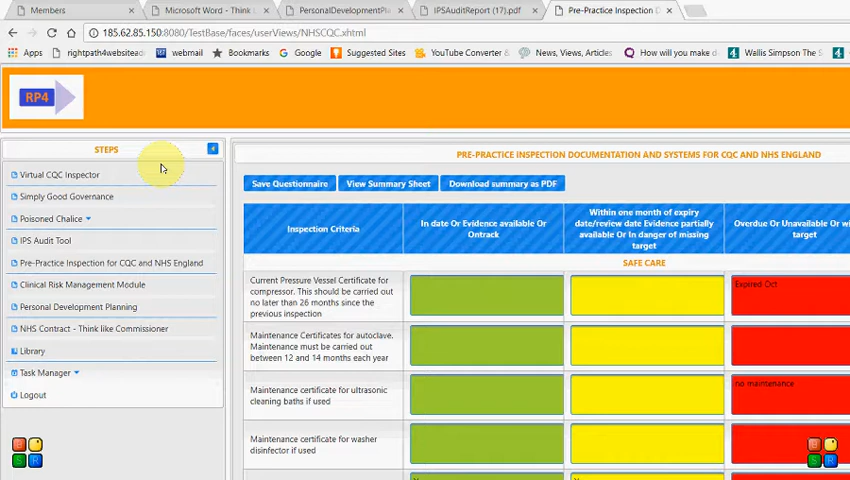 Members
Microsoft Word - Think L
PersonalDevelopmentPla
IPSAuditReport (17).pdf
Pre-Practice Inspection D
185.62.85.150:8080/TestBase/faces/userViews/NHSCQC.xhtml
Apps
rightpath4websitead
webmail
Bookmarks
Google
Suggested Sites
YouTube Converter &
News, Views, Articles
How will you make d
Wallis Simpson The S
RP4
STEPS
Virtual CQC Inspector
Simply Good Governance
Poisoned Chalice
IPS Audit Tool
Pre-Practice Inspection for CQC and NHS England
Clinical Risk Management Module
Personal Development Planning
NHS Contract - Think like Commissioner
Library
Task Manager
Logout
PRE-PRACTICE INSPECTION DOCUMENTATION AND SYSTEMS FOR CQC AND NHS ENGLAND
Save Questionnaire
View Summary Sheet
Download summary as PDF
Inspection Criteria
In date Or Evidence available Or
Ontrack
Within one month of expiry
date/review date Evidence partially
available Or In danger of missing
target
Overdue Or Unavailable Or wi
target
SAFE CARE
Current Pressure Vessel Certificate for
compressor. This should be carried out
no later than 26 months since the
previous inspection
Expired Oct
Maintenance Certificates for autoclave.
Maintenance must be carried out
between 12 and 14 months each year
Maintenance certificate for ultrasonic
cleaning baths if used
no maintenance
Maintenance certificate for washer
disinfector if used
B
S
R
B
S
R